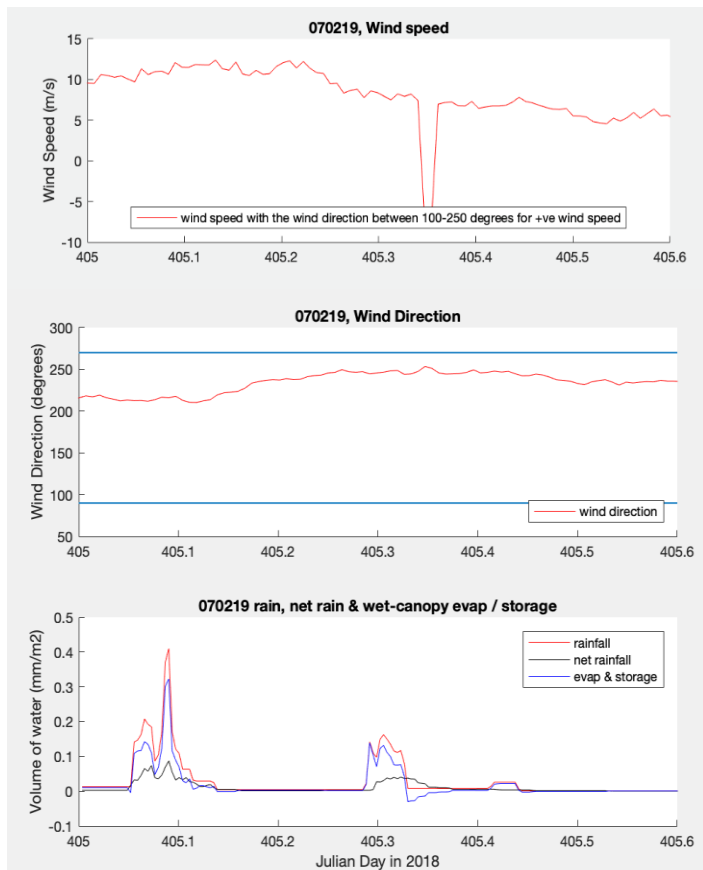 070219, Wind speed
15
10
5
0
-5
-10
Wind Speed (m/s)
wind speed with the wind direction between 100-250 degrees for +ve wind speed
405 405.1 405.2 405.3 405.4 405.5 405.6
070219, Wind Direction
300
250
200
150
100
50
Wind Direction (degrees)
wind direction
405 405.1 405.2 405.3 405.4 405.5 405.6
070219 rain, net rain & wet-canopy evap / storage
0.5
0.4
0.3
0.2
0.1
0
-0.1
Volume of water (mm/m2)
rainfall
net rainfall
evap & storage
405 405.1 405.2 405.3 405.4 405.5 405.6
Julian Day in 2018